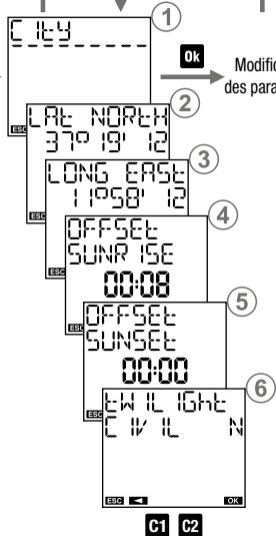 1
CItY
Ok
Modific
des para
ESC
2
LAt NORtH
37° 19' 12
ESC
3
LONG EASt
11°58' 12
ESC
4
OFFSEt
SUNRISE
00:08
ESC
5
OFFSEt
SUNSEt
00:00
ESC
6
tWILIGht
CIVIL N
ESC ◄ OK
C1 C2